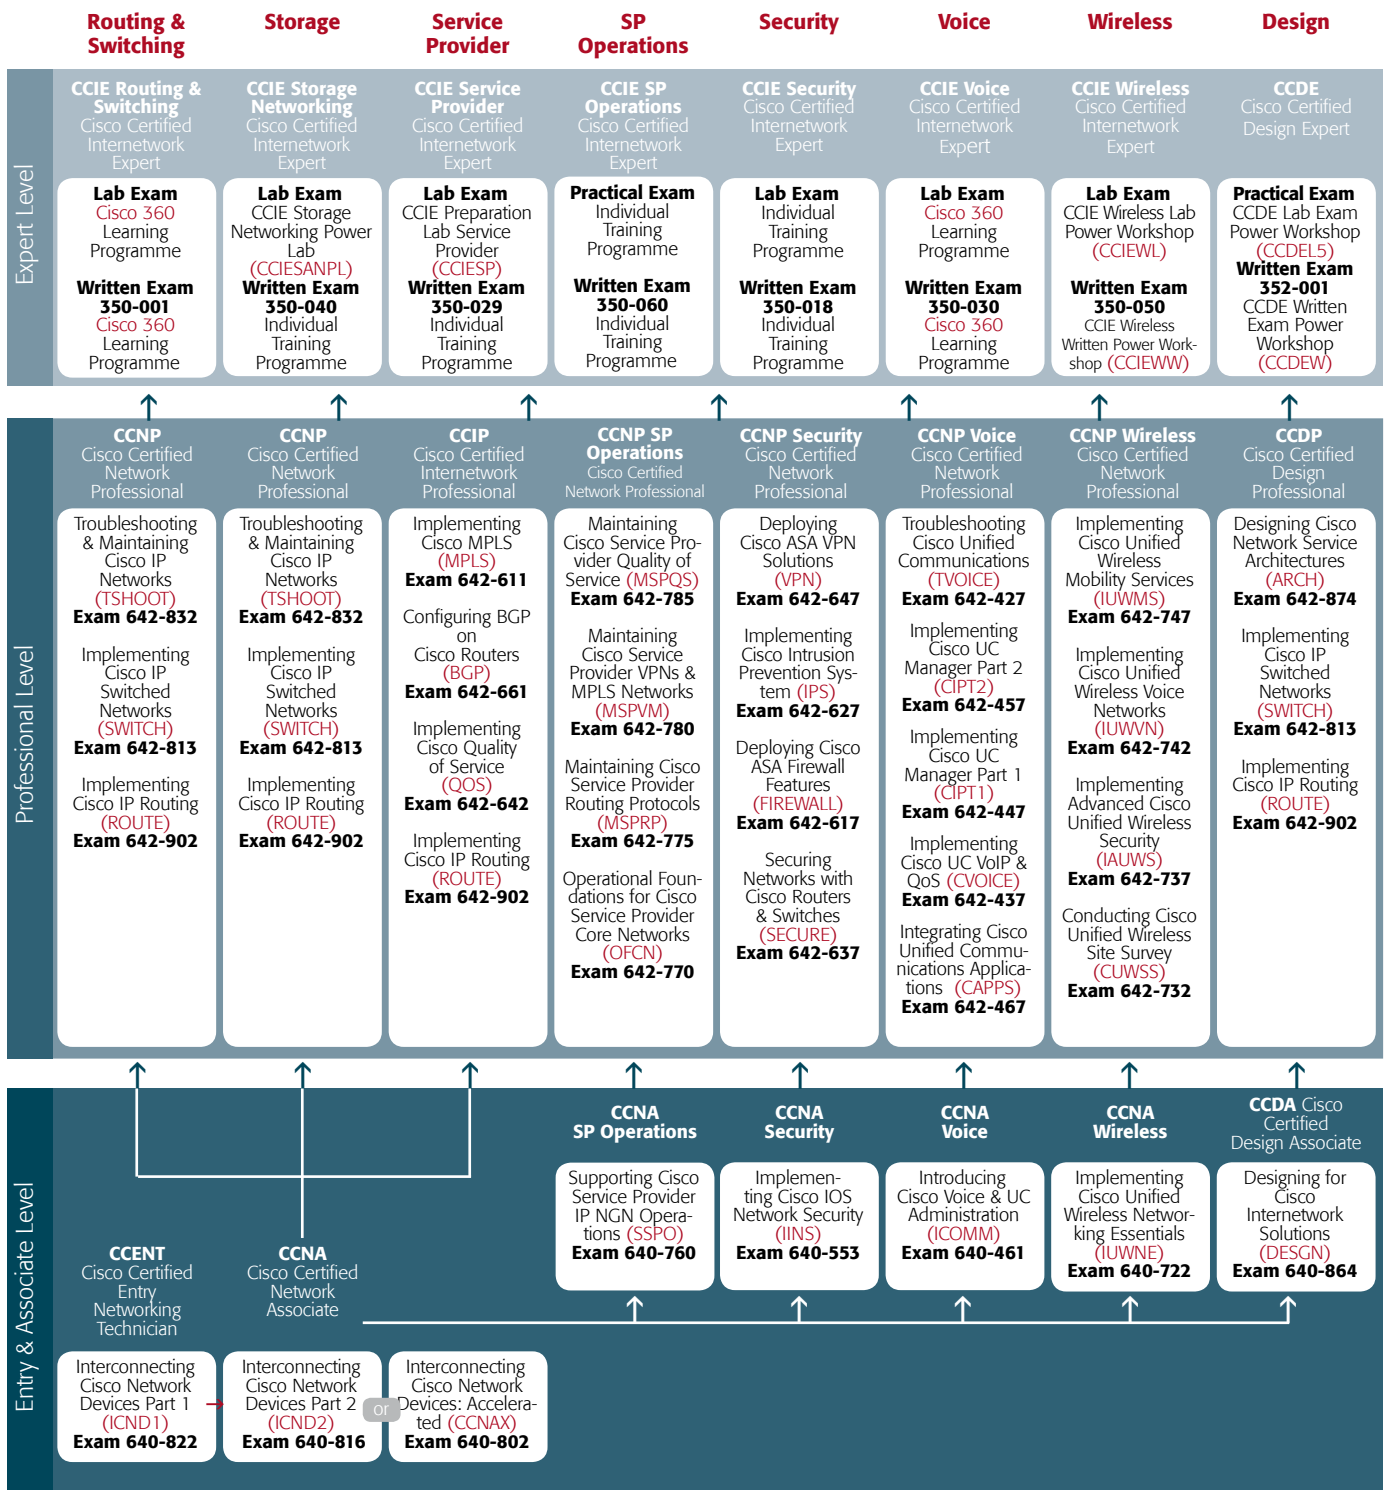 Routing &
Switching
Storage
Service
Provider
SP
Operations
Security
Voice
Wireless
Design
Expert Level
CCIE Routing &
Switching
Cisco Certified
Internetwork
Expert
Lab Exam
Cisco 360
Learning
Programme
Written Exam
350-001
Cisco 360
Learning
Programme
CCIE Storage
Networking
Cisco Certified
Internetwork
Expert
Lab Exam
CCIE Storage
Networking Power
Lab
(CCIESANPL)
Written Exam
350-040
Individual
Training
Programme
CCIE Service
Provider
Cisco Certified
Internetwork
Expert
Lab Exam
CCIE Preparation
Lab Service
Provider
(CCIESP)
Written Exam
350-029
Individual
Training
Programme
CCIE SP
Operations
Cisco Certified
Internetwork
Expert
Practical Exam
Individual
Training
Programme
Written Exam
350-060
Individual
Training
Programme
CCIE Security
Cisco Certified
Internetwork
Expert
Lab Exam
Individual
Training
Programme
Written Exam
350-018
Individual
Training
Programme
CCIE Voice
Cisco Certified
Internetwork
Expert
Lab Exam
Cisco 360
Learning
Programme
Written Exam
350-030
Cisco 360
Learning
Programme
CCIE Wireless
Cisco Certified
Internetwork
Expert
Lab Exam
CCIE Wireless Lab
Power Workshop
(CCIEWL)
Written Exam
350-050
CCIE Wireless
Written Power Work-
shop (CCIEWW)
CCDE
Cisco Certified
Design Expert
Practical Exam
CCDE Lab Exam
Power Workshop
(CCDEL5)
Written Exam
352-001
CCDE Written
Exam Power
Workshop
(CCDEW)
Professional Level
CCNP
Cisco Certified
Network
Professional
Troubleshooting
& Maintaining
Cisco IP
Networks
(TSHOOT)
Exam 642-832
Implementing
Cisco IP
Switched
Networks
(SWITCH)
Exam 642-813
Implementing
Cisco IP Routing
(ROUTE)
Exam 642-902
CCNP
Cisco Certified
Network
Professional
Troubleshooting
& Maintaining
Cisco IP
Networks
(TSHOOT)
Exam 642-832
Implementing
Cisco IP
Switched
Networks
(SWITCH)
Exam 642-813
Implementing
Cisco IP Routing
(ROUTE)
Exam 642-902
CCIP
Cisco Certified
Internetwork
Professional
Implementing
Cisco MPLS
(MPLS)
Exam 642-611
Configuring BGP
on
Cisco Routers
(BGP)
Exam 642-661
Implementing
Cisco Quality
of Service
(QOS)
Exam 642-642
Implementing
Cisco IP Routing
(ROUTE)
Exam 642-902
CCNP SP
Operations
Cisco Certified
Network Professional
Maintaining
Cisco Service Pro-
vider Quality of
Service (MSPQS)
Exam 642-785
Maintaining
Cisco Service
Provider VPNs &
MPLS Networks
(MSPVM)
Exam 642-780
Maintaining Cisco
Service Provider
Routing Protocols
(MSPRP)
Exam 642-775
Operational Foun-
dations for Cisco
Service Provider
Core Networks
(OFCN)
Exam 642-770
CCNP Security
Cisco Certified
Network
Professional
Deploying
Cisco ASA VPN
Solutions
(VPN)
Exam 642-647
Implementing
Cisco Intrusion
Prevention Sys-
tem (IPS)
Exam 642-627
Deploying Cisco
ASA Firewall
Features
(FIREWALL)
Exam 642-617
Securing
Networks with
Cisco Routers
& Switches
(SECURE)
Exam 642-637
CCNP Voice
Cisco Certified
Network
Professional
Troubleshooting
Cisco Unified
Communications
(TVOICE)
Exam 642-427
Implementing
Cisco UC
Manager Part 2
(CIPT2)
Exam 642-457
Implementing
Cisco UC
Manager Part 1
(CIPT1)
Exam 642-447
Implementing
Cisco UC VoIP &
QoS (CVOICE)
Exam 642-437
Integrating Cisco
Unified Commu-
nications Applica-
tions (CAPPS)
Exam 642-467
CCNP Wireless
Cisco Certified
Network
Professional
Implementing
Cisco Unified
Wireless
Mobility Services
(IUWMS)
Exam 642-747
Implementing
Cisco Unified
Wireless Voice
Networks
(IUWVN)
Exam 642-742
Implementing
Advanced Cisco
Unified Wireless
Security
(IAUWS)
Exam 642-737
Conducting Cisco
Unified Wireless
Site Survey
(CUWSS)
Exam 642-732
CCDP
Cisco Certified
Design
Professional
Designing Cisco
Network Service
Architectures
(ARCH)
Exam 642-874
Implementing
Cisco IP
Switched
Networks
(SWITCH)
Exam 642-813
Implementing
Cisco IP Routing
(ROUTE)
Exam 642-902
Entry & Associate Level
CCENT
Cisco Certified
Entry
Networking
Technician
Interconnecting
Cisco Network
Devices Part 1
(ICND1)
Exam 640-822
CCNA
Cisco Certified
Network
Associate
Interconnecting
Cisco Network
Devices Part 2
(ICND2)
Exam 640-816
or
Interconnecting
Cisco Network
Devices: Accelera-
ted (CCNAX)
Exam 640-802
CCNA
SP Operations
Supporting Cisco
Service Provider
IP NGN Opera-
tions (SSPO)
Exam 640-760
CCNA
Security
Implemen-
ting Cisco IOS
Network Security
(IINS)
Exam 640-553
CCNA
Voice
Introducing
Cisco Voice & UC
Administration
(ICOMM)
Exam 640-461
CCNA
Wireless
Implementing
Cisco Unified
Wireless Networ-
king Essentials
(IUWNE)
Exam 640-722
CCDA Cisco
Certified
Design Associate
Designing for
Cisco
Internetwork
Solutions
(DESGN)
Exam 640-864